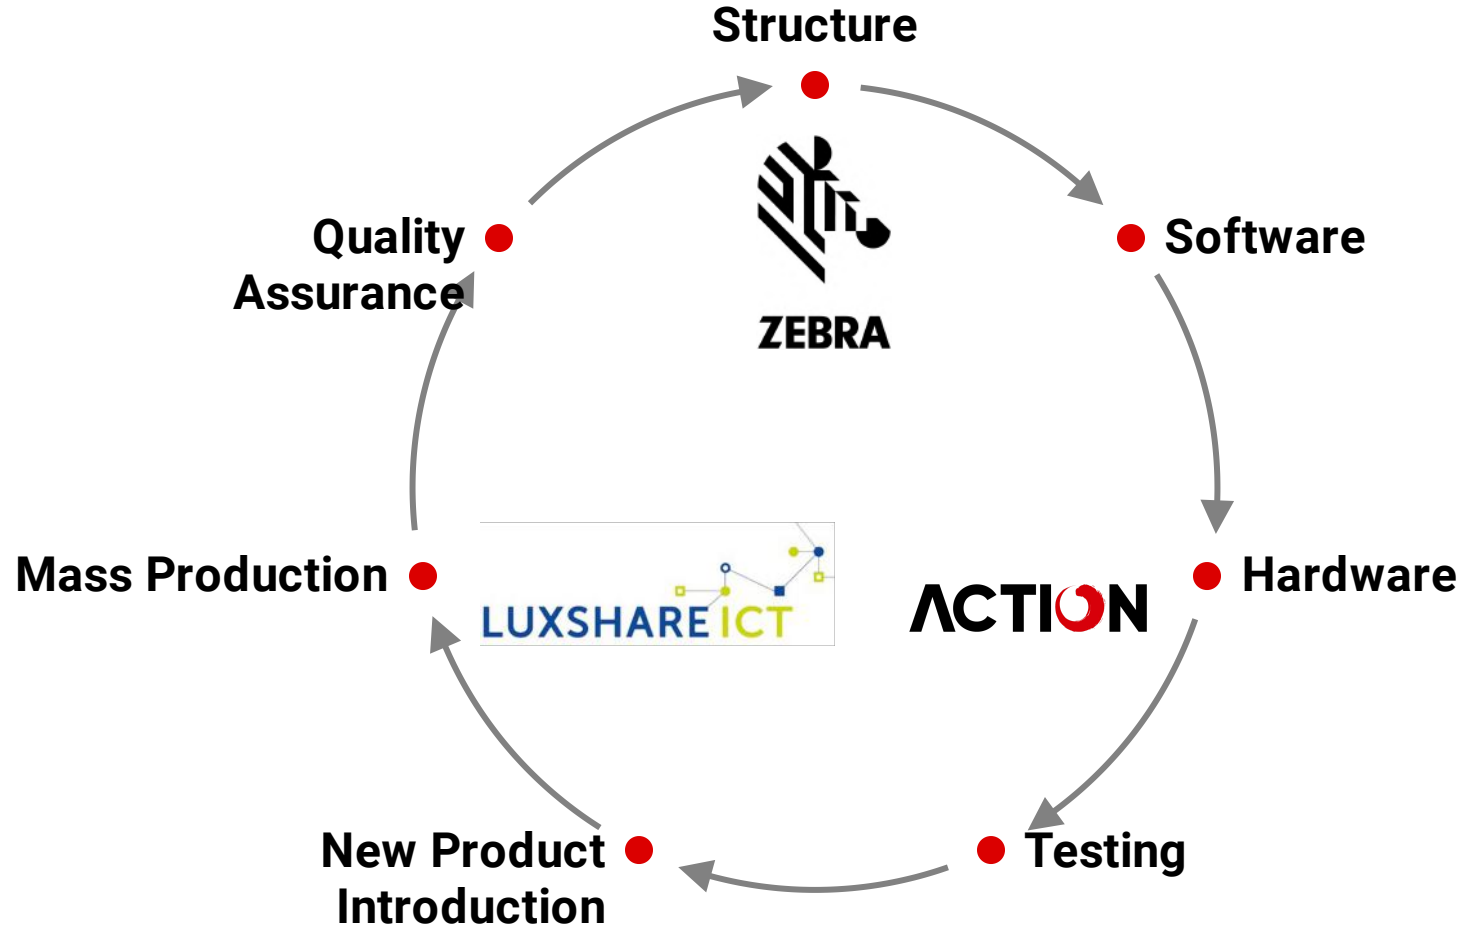 Structure
Software
Quality
Assurance
ZEBRA
Mass Production
LUXSHARE ICT
ACTION
Hardware
New Product
Introduction
Testing